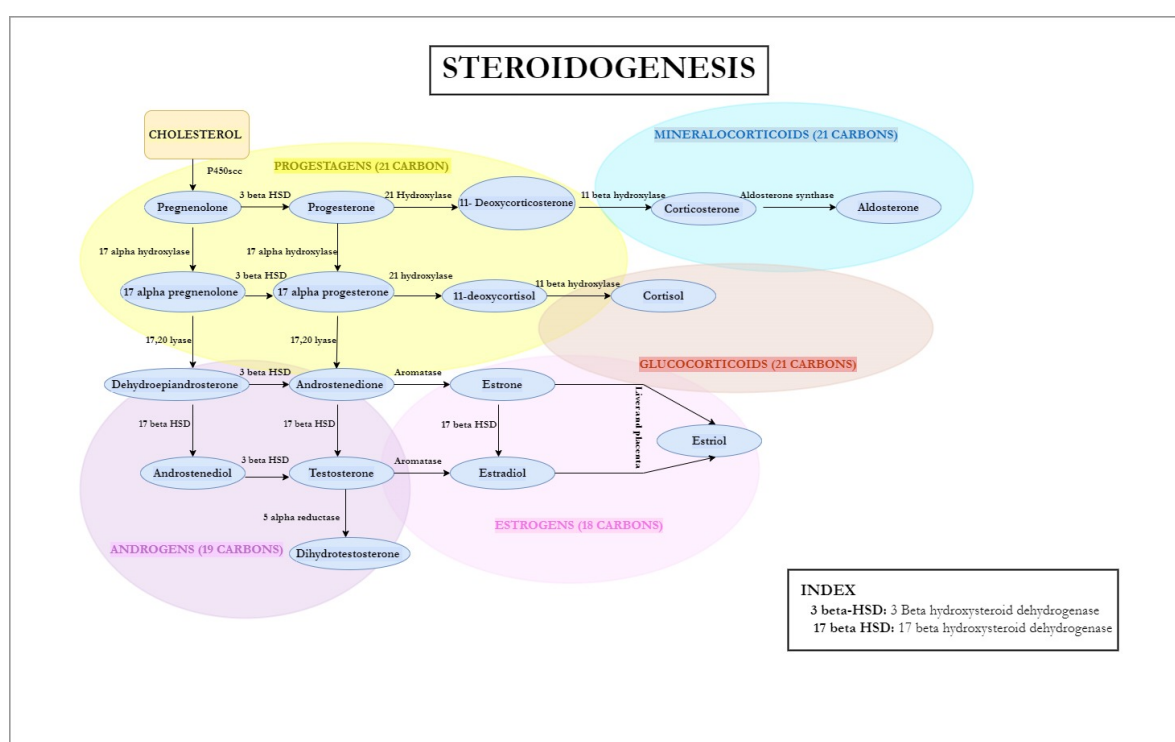 STEROIDOGENESIS
CHOLESTEROL
MINERALOCORTICOIDS (21 CARBONS)
P450scc
PROGESTAGENS (21 CARBON)
Pregnenolone
3 beta HSD
Progesterone
21 Hydroxylase
11- Deoxycorticosterone
11 beta hydroxylase
Corticosterone
Aldosterone synthase
Aldosterone
17 alpha hydroxylase
17 alpha hydroxylase
17 alpha pregnenolone
3 beta HSD
17 alpha progesterone
21 hydroxylase
11-deoxycortisol
11 beta hydroxylase
Cortisol
17,20 lyase
17,20 lyase
GLUCOCORTICOIDS (21 CARBONS)
Dehydroepiandrosterone
3 beta HSD
Androstenedione
Aromatase
Estrone
Liver and placenta
17 beta HSD
17 beta HSD
17 beta HSD
Estriol
Androstenediol
3 beta HSD
Testosterone
Aromatase
Estradiol
5 alpha reductase
ESTROGENS (18 CARBONS)
ANDROGENS (19 CARBONS)
Dihydrotestosterone
INDEX
3 beta-HSD: 3 Beta hydroxysteroid dehydrogenase
17 beta HSD: 17 beta hydroxysteroid dehydrogenase